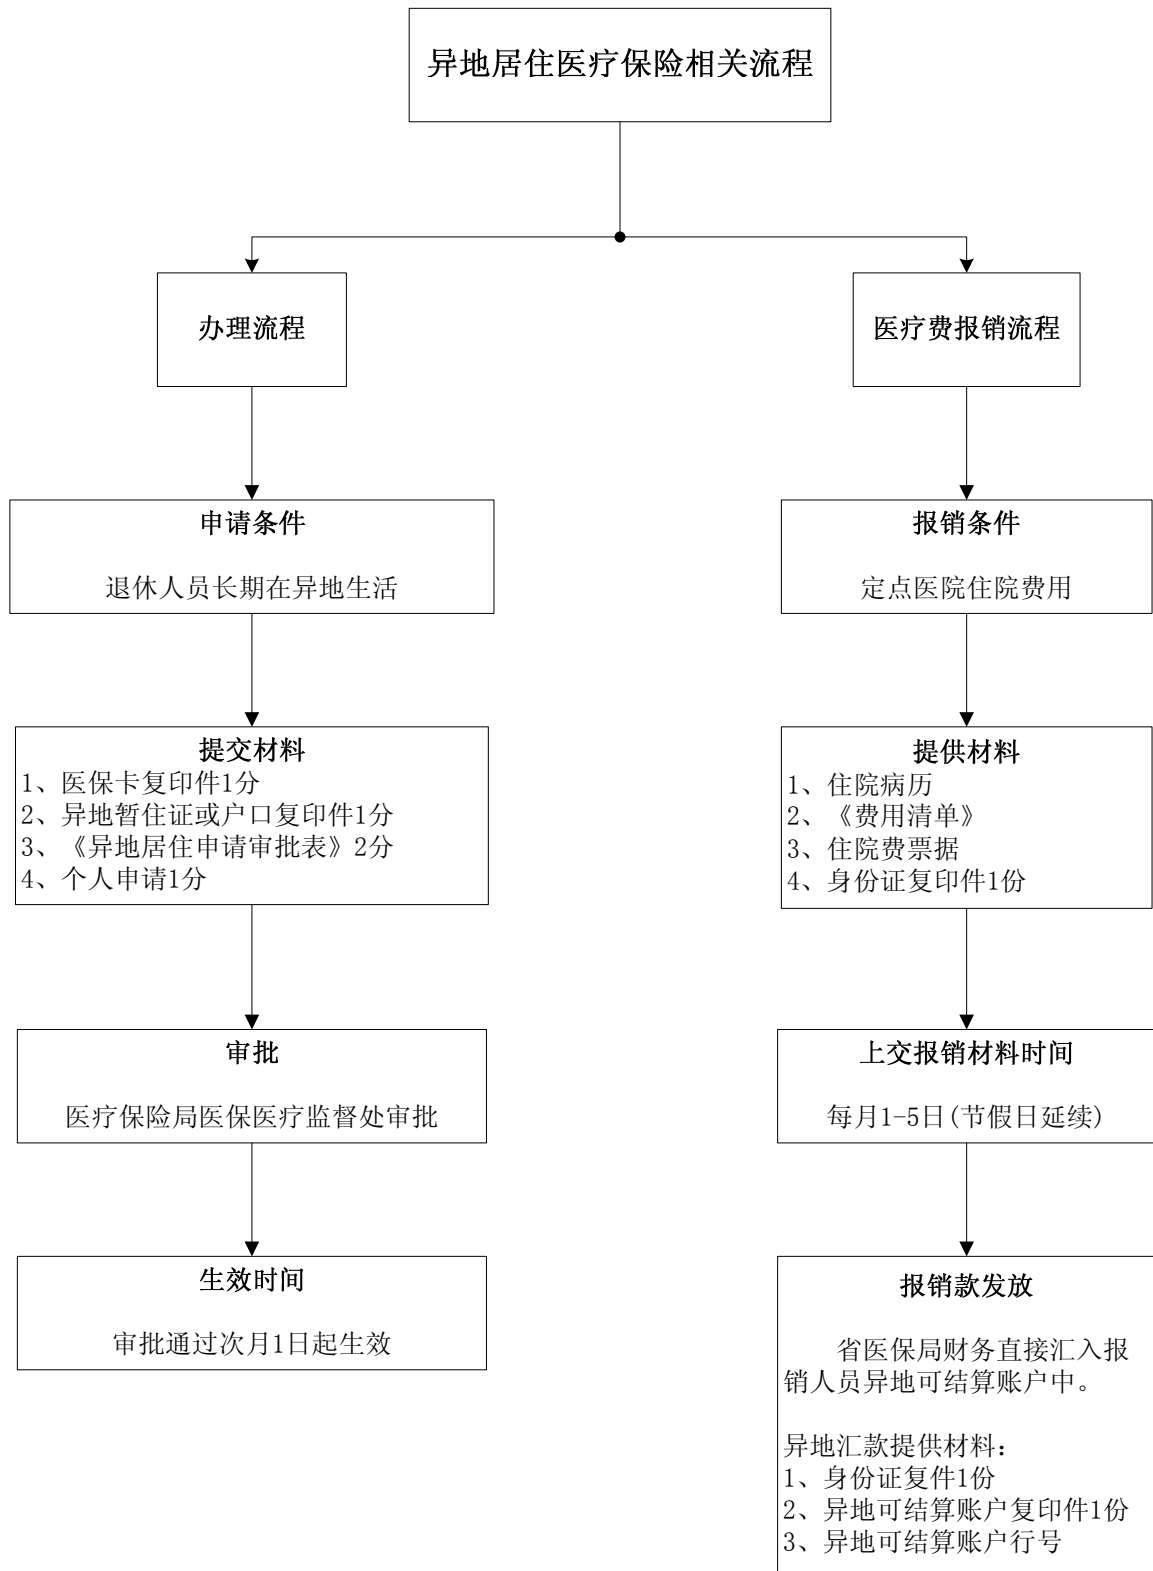 异地居住医疗保险相关流程
办理流程
申请条件
退休人员长期在异地生活
提交材料
1、医保卡复印件1分
2、异地暂住证或户口复印件1分
3、《异地居住申请审批表》2分
4、个人申请1分
审批
医疗保险局医保医疗监督处审批
生效时间
审批通过次月1日起生效
医疗费报销流程
报销条件
定点医院住院费用
提供材料
1、住院病历
2、《费用清单》
3、住院费票据
4、身份证复印件1份
上交报销材料时间
每月1-5日(节假日延续)
报销款发放
省医保局财务直接汇入报
销人员异地可结算账户中。
异地汇款提供材料：
1、身份证复件1份
2、异地可结算账户复印件1份
3、异地可结算账户行号